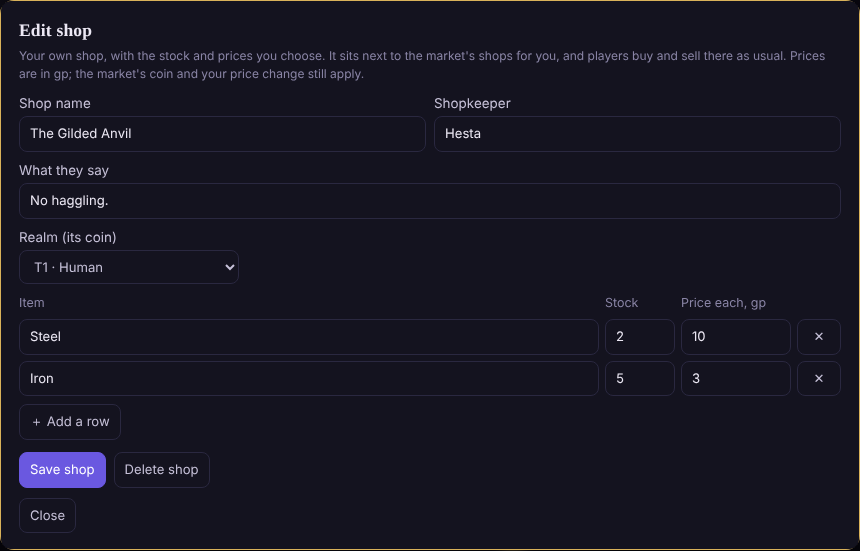 Edit shop
Your own shop, with the stock and prices you choose. It sits next to the market's shops for you, and players buy and sell there as usual. Prices
are in gp; the market's coin and your price change still apply.
Shop name
Shopkeeper
The Gilded Anvil
Hesta
What they say
No haggling.
Realm (its coin)
T1 · Human
Item
Stock
Price each, gp
Steel
2
10
×
Iron
5
3
×
+ Add a row
Save shop
Delete shop
Close